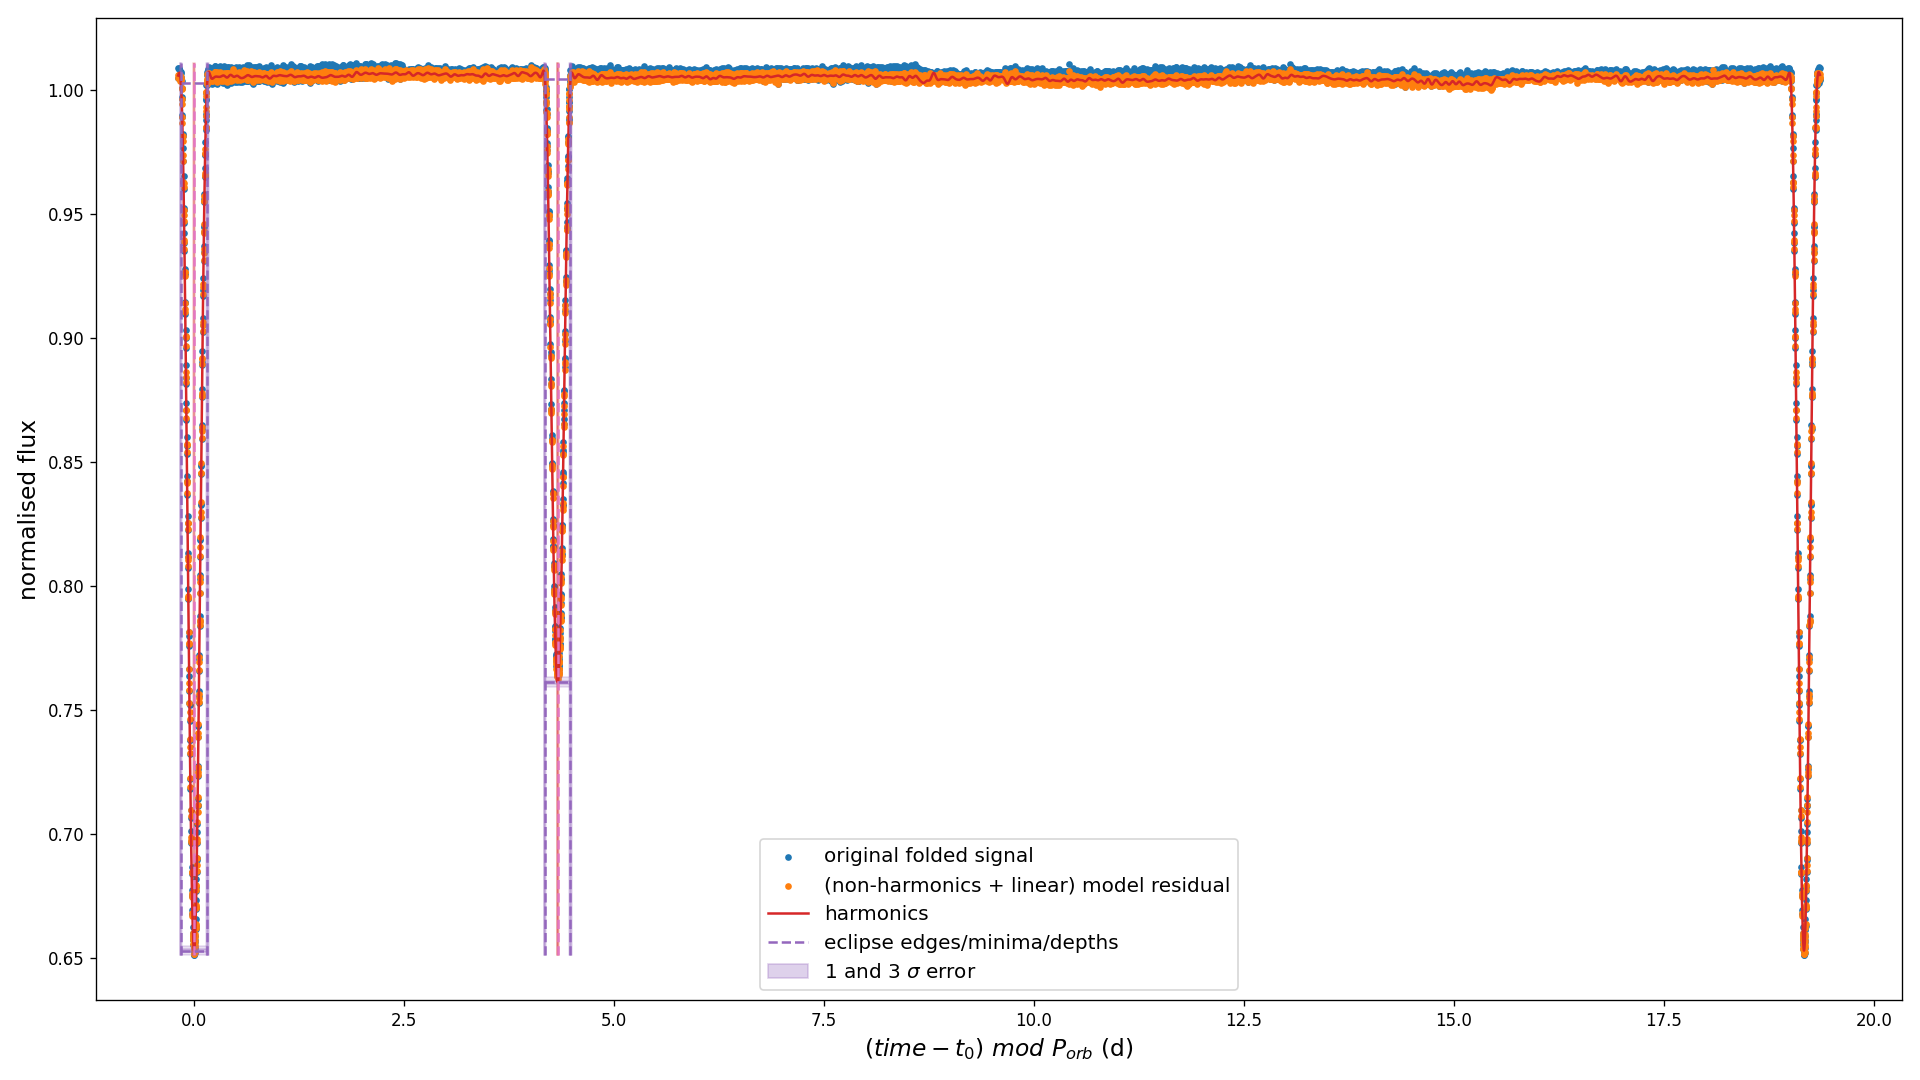 1.00
0.95
0.90
0.85
0.80
0.75
0.70
0.65
normalised flux
original folded signal
(non-harmonics + linear) model residual
harmonics
eclipse edges/minima/depths
1 and 3 σ error
0.0 2.5 5.0 7.5 10.0 12.5 15.0 17.5 20.0
(time − t₀) mod Pₒᵣb (d)